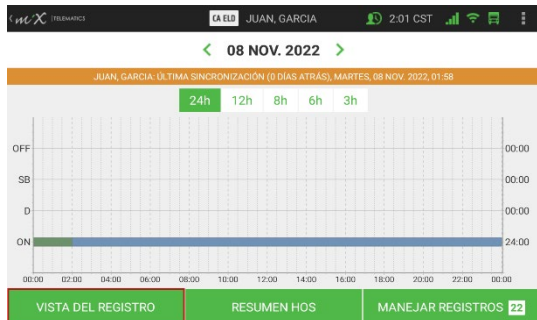 mix TELEMATICS CA ELD JUAN, GARCIA 2:01 CST
08 NOV. 2022
JUAN, GARCIA: ÚLTIMA SINCRONIZACIÓN (0 DÍAS ATRÁS), MARTES, 08 NOV. 2022, 01:58
24h 12h 8h 6h 3h
OFF 00:00
SB 00:00
D 00:00
ON 24:00
00:00 02:00 04:00 06:00 08:00 10:00 12:00 14:00 16:00 18:00 20:00 22:00 00:00
VISTA DEL REGISTRO RESUMEN HOS MANEJAR REGISTROS 22